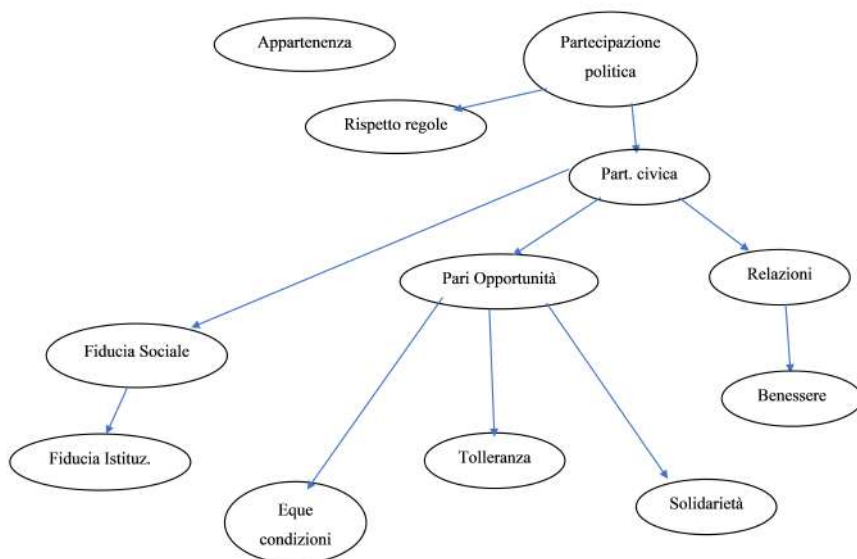 Appartenenza
Partecipazione
politica
Rispetto regole
Part. civica
Pari Opportunità
Relazioni
Fiducia Sociale
Benessere
Fiducia Istituz.
Tolleranza
Eque
condizioni
Solidarietà